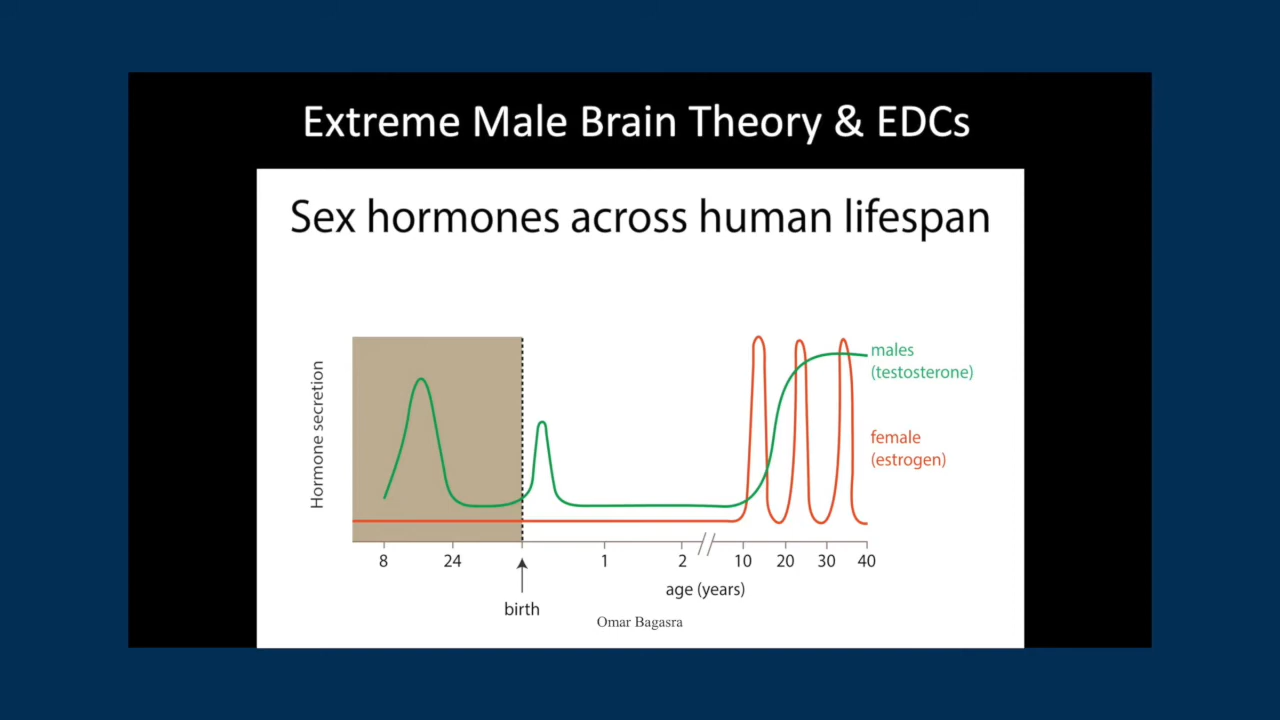 Extreme Male Brain Theory & EDCs
Sex hormones across human lifespan
Hormone secretion
males
(testosterone)
female
(estrogen)
8 24 1 2 10 20 30 40
age (years)
birth
Omar Bagasra